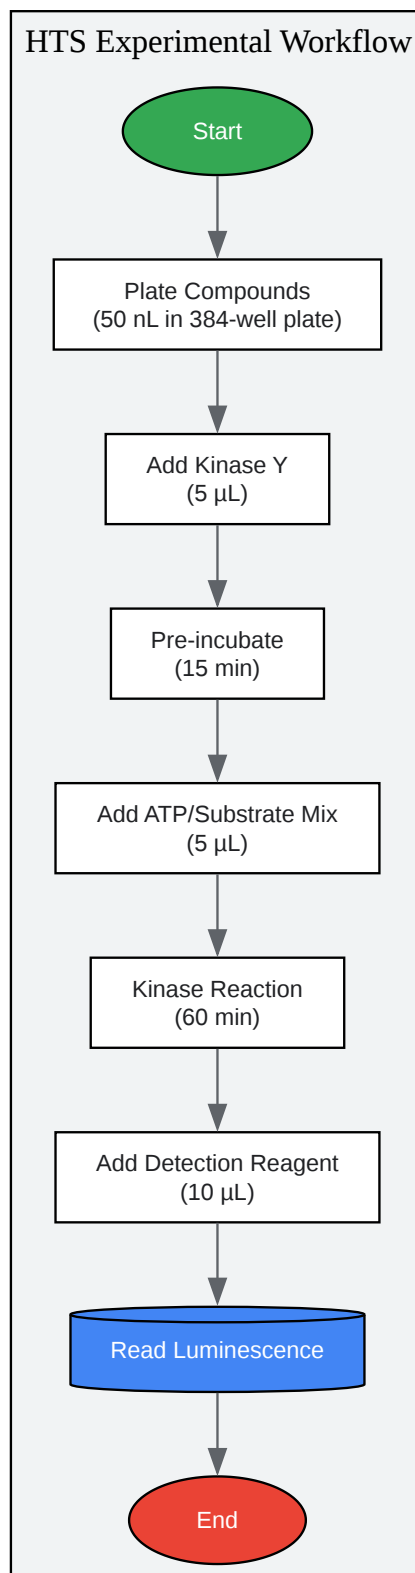 HTS Experimental Workflow
Start
Plate Compounds
(50 nL in 384-well plate)
Add Kinase Y
(5 µL)
Pre-incubate
(15 min)
Add ATP/Substrate Mix
(5 µL)
Kinase Reaction
(60 min)
Add Detection Reagent
(10 µL)
Read Luminescence
End